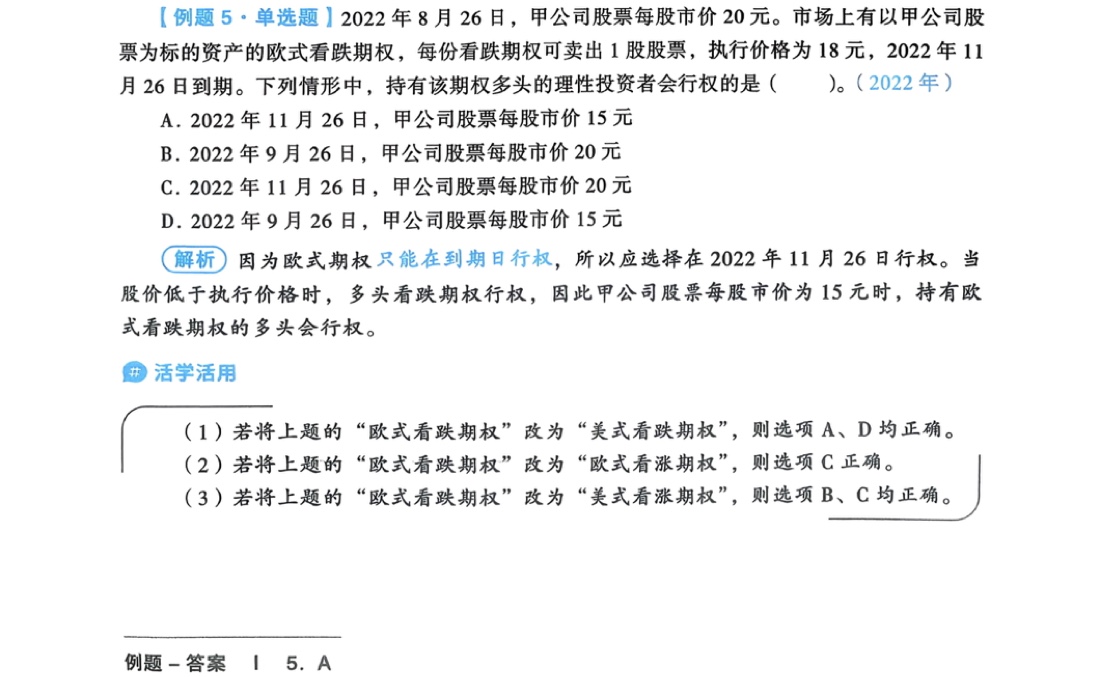 【例题 5·单选题】2022 年 8 月 26 日，甲公司股票每股市价 20 元。市场上有以甲公司股
票为标的资产的欧式看跌期权，每份看跌期权可卖出 1 股股票，执行价格为 18 元，2022 年 11
月 26 日到期。下列情形中，持有该期权多头的理性投资者会行权的是（　　）。（2022 年）
A. 2022 年 11 月 26 日，甲公司股票每股市价 15 元
B. 2022 年 9 月 26 日，甲公司股票每股市价 20 元
C. 2022 年 11 月 26 日，甲公司股票每股市价 20 元
D. 2022 年 9 月 26 日，甲公司股票每股市价 15 元
解析 因为欧式期权只能在到期日行权，所以应选择在 2022 年 11 月 26 日行权。当
股价低于执行价格时，多头看跌期权行权，因此甲公司股票每股市价为 15 元时，持有欧
式看跌期权的多头会行权。
# 活学活用
（1）若将上题的“欧式看跌期权”改为“美式看跌期权”，则选项 A、D 均正确。
（2）若将上题的“欧式看跌期权”改为“欧式看涨期权”，则选项 C 正确。
（3）若将上题的“欧式看跌期权”改为“美式看涨期权”，则选项 B、C 均正确。
例题－答案 | 5. A